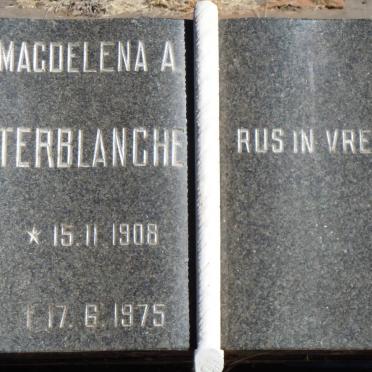 MAGDELENA A
TERBLANCHE
* 15.11.1908
† 17.6.1975
RUS IN VRE